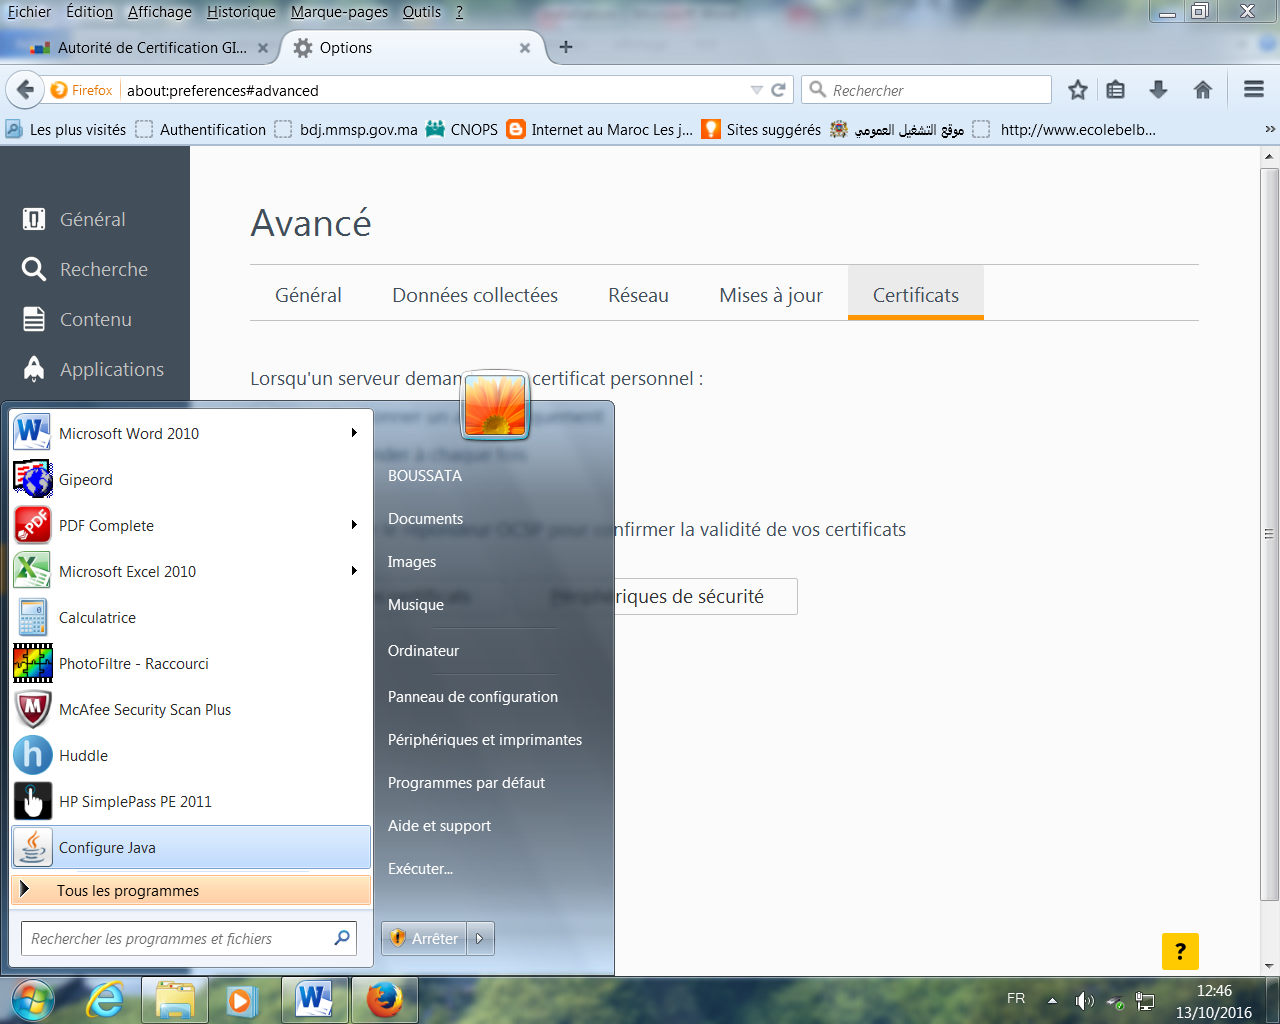 Fichier Édition Affichage Historique Marque-pages Outils ?
Autorité de Certification GI... Options
Firefox about:preferences#advanced Rechercher
Les plus visités Authentification bdj.mmsp.gov.ma CNOPS Internet au Maroc Les j... Sites suggérés موقع التشغيل العمومي http://www.ecolebelb... »
Général
Recherche
Contenu
Applications
Avancé
Général Données collectées Réseau Mises à jour Certificats
Lorsqu'un serveur deman certificat personnel :
confirmer la validité de vos certificats
Périphériques de sécurité
Microsoft Word 2010
Gipeord
PDF Complete
Microsoft Excel 2010
Calculatrice
PhotoFiltre - Raccourci
McAfee Security Scan Plus
Huddle
HP SimplePass PE 2011
Configure Java
Tous les programmes
Rechercher les programmes et fichiers
BOUSSATA
Documents
Images
Musique
Ordinateur
Panneau de configuration
Périphériques et imprimantes
Programmes par défaut
Aide et support
Exécuter...
Arrêter
?
FR
12:46
13/10/2016